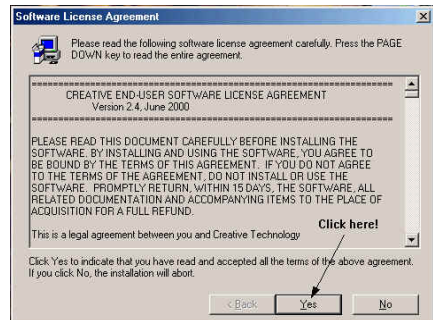 Software License Agreement
Please read the following software license agreement carefully. Press the PAGE
DOWN key to read the entire agreement.
CREATIVE END-USER SOFTWARE LICENSE AGREEMENT
Version 2.4, June 2000
PLEASE READ THIS DOCUMENT CAREFULLY BEFORE INSTALLING THE
SOFTWARE. BY INSTALLING AND USING THE SOFTWARE, YOU AGREE TO
BE BOUND BY THE TERMS OF THIS AGREEMENT. IF YOU DO NOT AGREE
TO THE TERMS OF THE AGREEMENT, DO NOT INSTALL OR USE THE
SOFTWARE. PROMPTLY RETURN, WITHIN 15 DAYS, THE SOFTWARE, ALL
RELATED DOCUMENTATION AND ACCOMPANYING ITEMS TO THE PLACE OF
ACQUISITION FOR A FULL REFUND.
Click here!
This is a legal agreement between you and Creative Technology
Click Yes to indicate that you have read and accepted all the terms of the above agreement.
If you click No, the installation will abort.
< Back Yes No